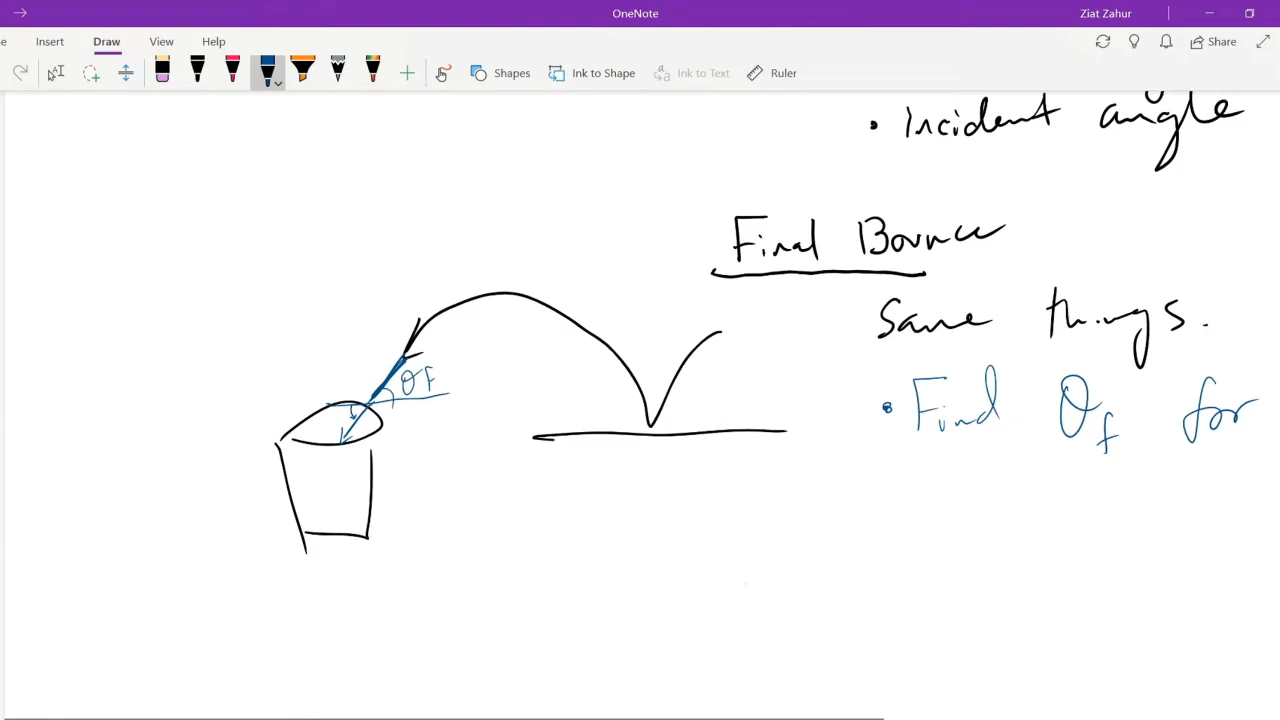 OneNote
Ziat Zahur
Insert Draw View Help
Share
Shapes Ink to Shape Ink to Text Ruler
• Incident angle
Final Bounce
Same things.
θF
• Find θf for